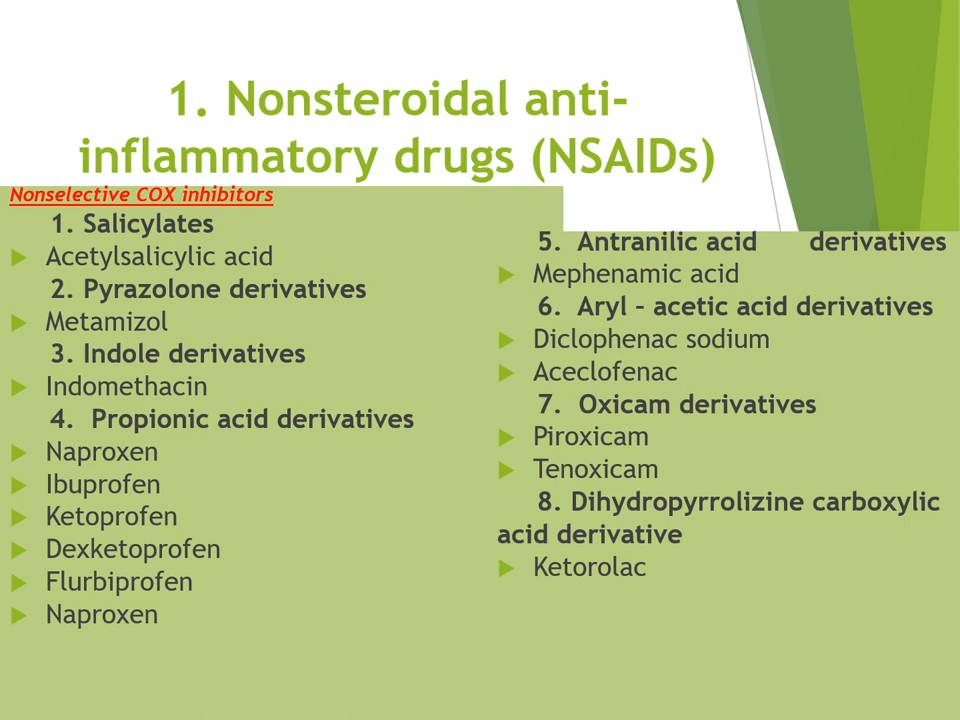 1. Nonsteroidal anti-
inflammatory drugs (NSAIDs)
Nonselective COX inhibitors
1. Salicylates
Acetylsalicylic acid
2. Pyrazolone derivatives
Metamizol
3. Indole derivatives
Indomethacin
4. Propionic acid derivatives
Naproxen
Ibuprofen
Ketoprofen
Dexketoprofen
Flurbiprofen
Naproxen
5. Antranilic acid derivatives
Mephenamic acid
6. Aryl – acetic acid derivatives
Diclophenac sodium
Aceclofenac
7. Oxicam derivatives
Piroxicam
Tenoxicam
8. Dihydropyrrolizine carboxylic
acid derivative
Ketorolac